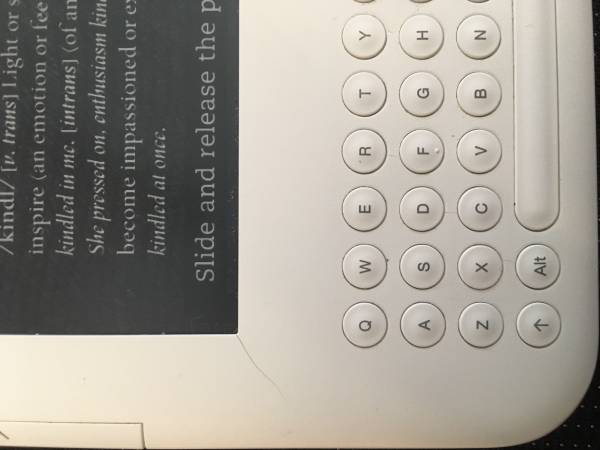 /kindl/ [v. trans] Light or s
inspire (an emotion or fee
kindled in me. [intrans] (of an
She pressed on, enthusiasm kin
become impassioned or ex
kindled at once.
Slide and release the p
Q W E R T Y
A S D F G H
Z X C V B N
↑ Alt